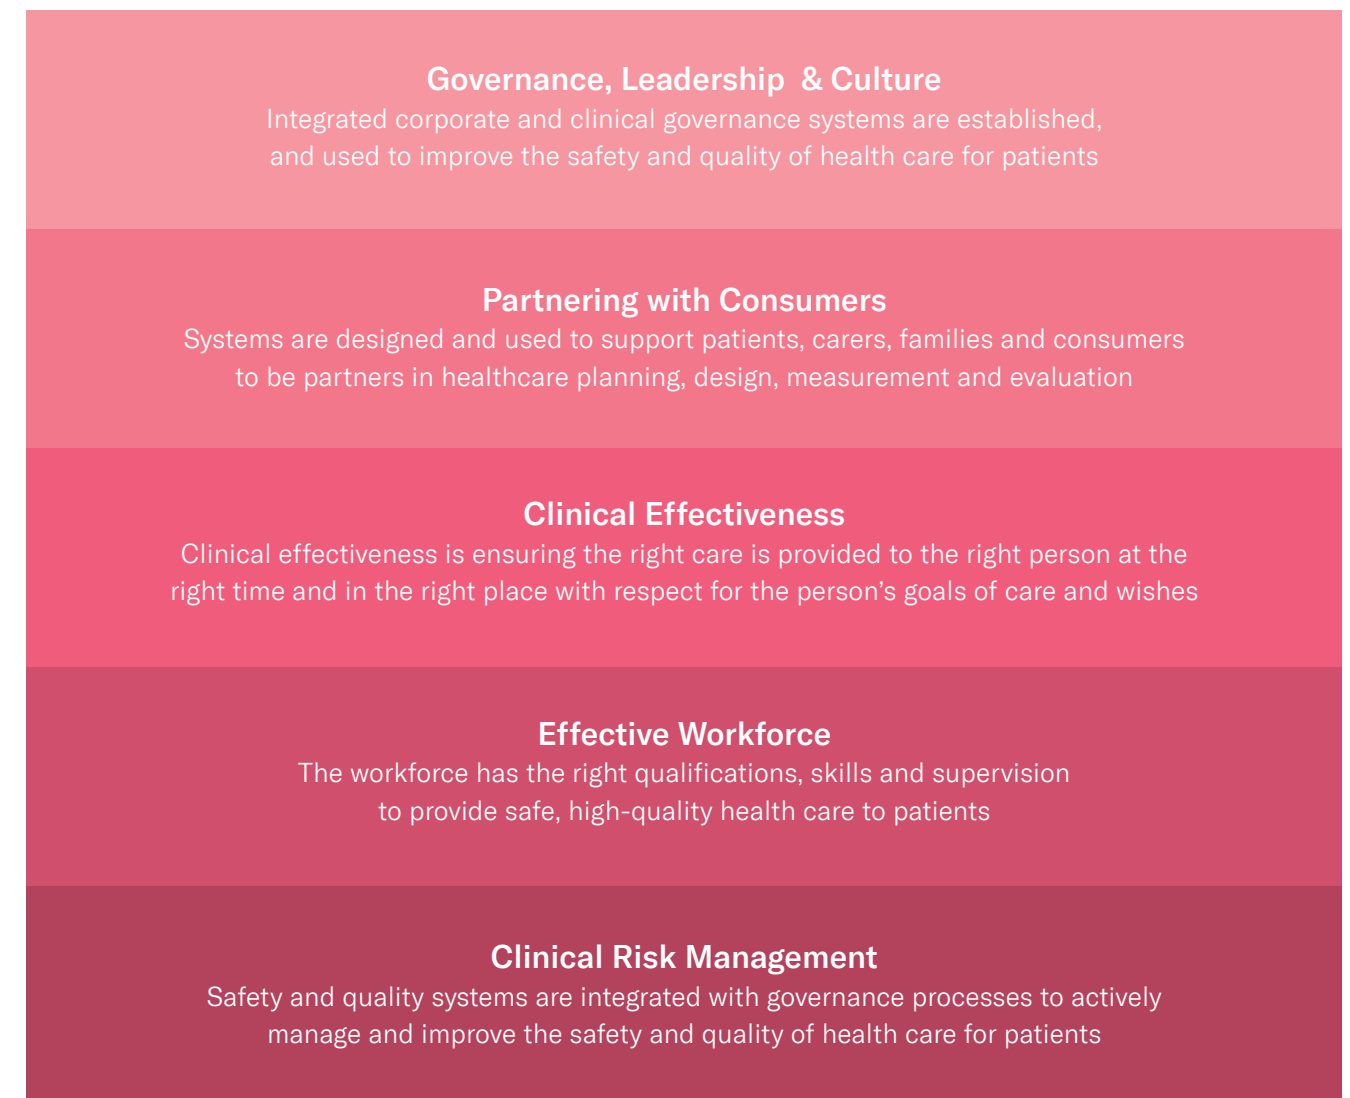 Governance, Leadership & Culture
Integrated corporate and clinical governance systems are established,
and used to improve the safety and quality of health care for patients
Partnering with Consumers
Systems are designed and used to support patients, carers, families and consumers
to be partners in healthcare planning, design, measurement and evaluation
Clinical Effectiveness
Clinical effectiveness is ensuring the right care is provided to the right person at the
right time and in the right place with respect for the person’s goals of care and wishes
Effective Workforce
The workforce has the right qualifications, skills and supervision
to provide safe, high-quality health care to patients
Clinical Risk Management
Safety and quality systems are integrated with governance processes to actively
manage and improve the safety and quality of health care for patients